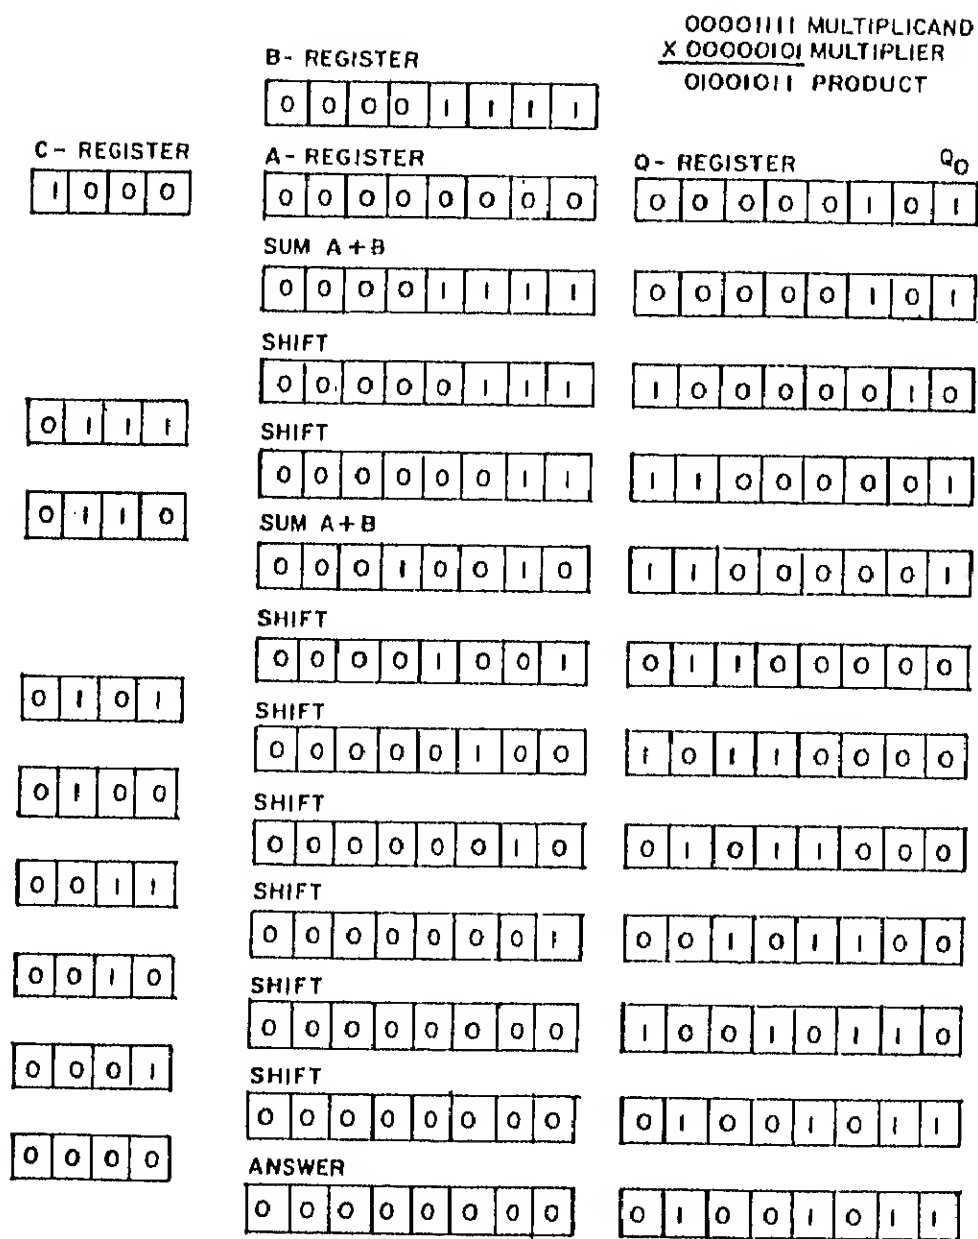 00001111 MULTIPLICAND
X 00000101 MULTIPLIER
01001011 PRODUCT
B- REGISTER
0 0 0 0 1 1 1 1
C- REGISTER A- REGISTER Q- REGISTER Q0
1 0 0 0 0 0 0 0 0 0 0 0 0 0 0 0 0 1 0 1
SUM A+B
0 0 0 0 1 1 1 1 0 0 0 0 0 1 0 1
SHIFT
0 0 0 0 0 1 1 1 1 0 0 0 0 0 1 0
0 1 1 1
SHIFT
0 0 0 0 0 0 1 1 1 1 0 0 0 0 0 1
0 1 1 0
SUM A+B
0 0 0 1 0 0 1 0 1 1 0 0 0 0 0 1
SHIFT
0 0 0 0 1 0 0 1 0 1 1 0 0 0 0 0
0 1 0 1
SHIFT
0 0 0 0 0 1 0 0 1 0 1 1 0 0 0 0
0 1 0 0
SHIFT
0 0 0 0 0 0 1 0 0 1 0 1 1 0 0 0
0 0 1 1
SHIFT
0 0 0 0 0 0 0 1 0 0 1 0 1 1 0 0
0 0 1 0
SHIFT
0 0 0 0 0 0 0 0 1 0 0 1 0 1 1 0
0 0 0 1
SHIFT
0 0 0 0 0 0 0 0 0 1 0 0 1 0 1 1
0 0 0 0
ANSWER
0 0 0 0 0 0 0 0 0 1 0 0 1 0 1 1